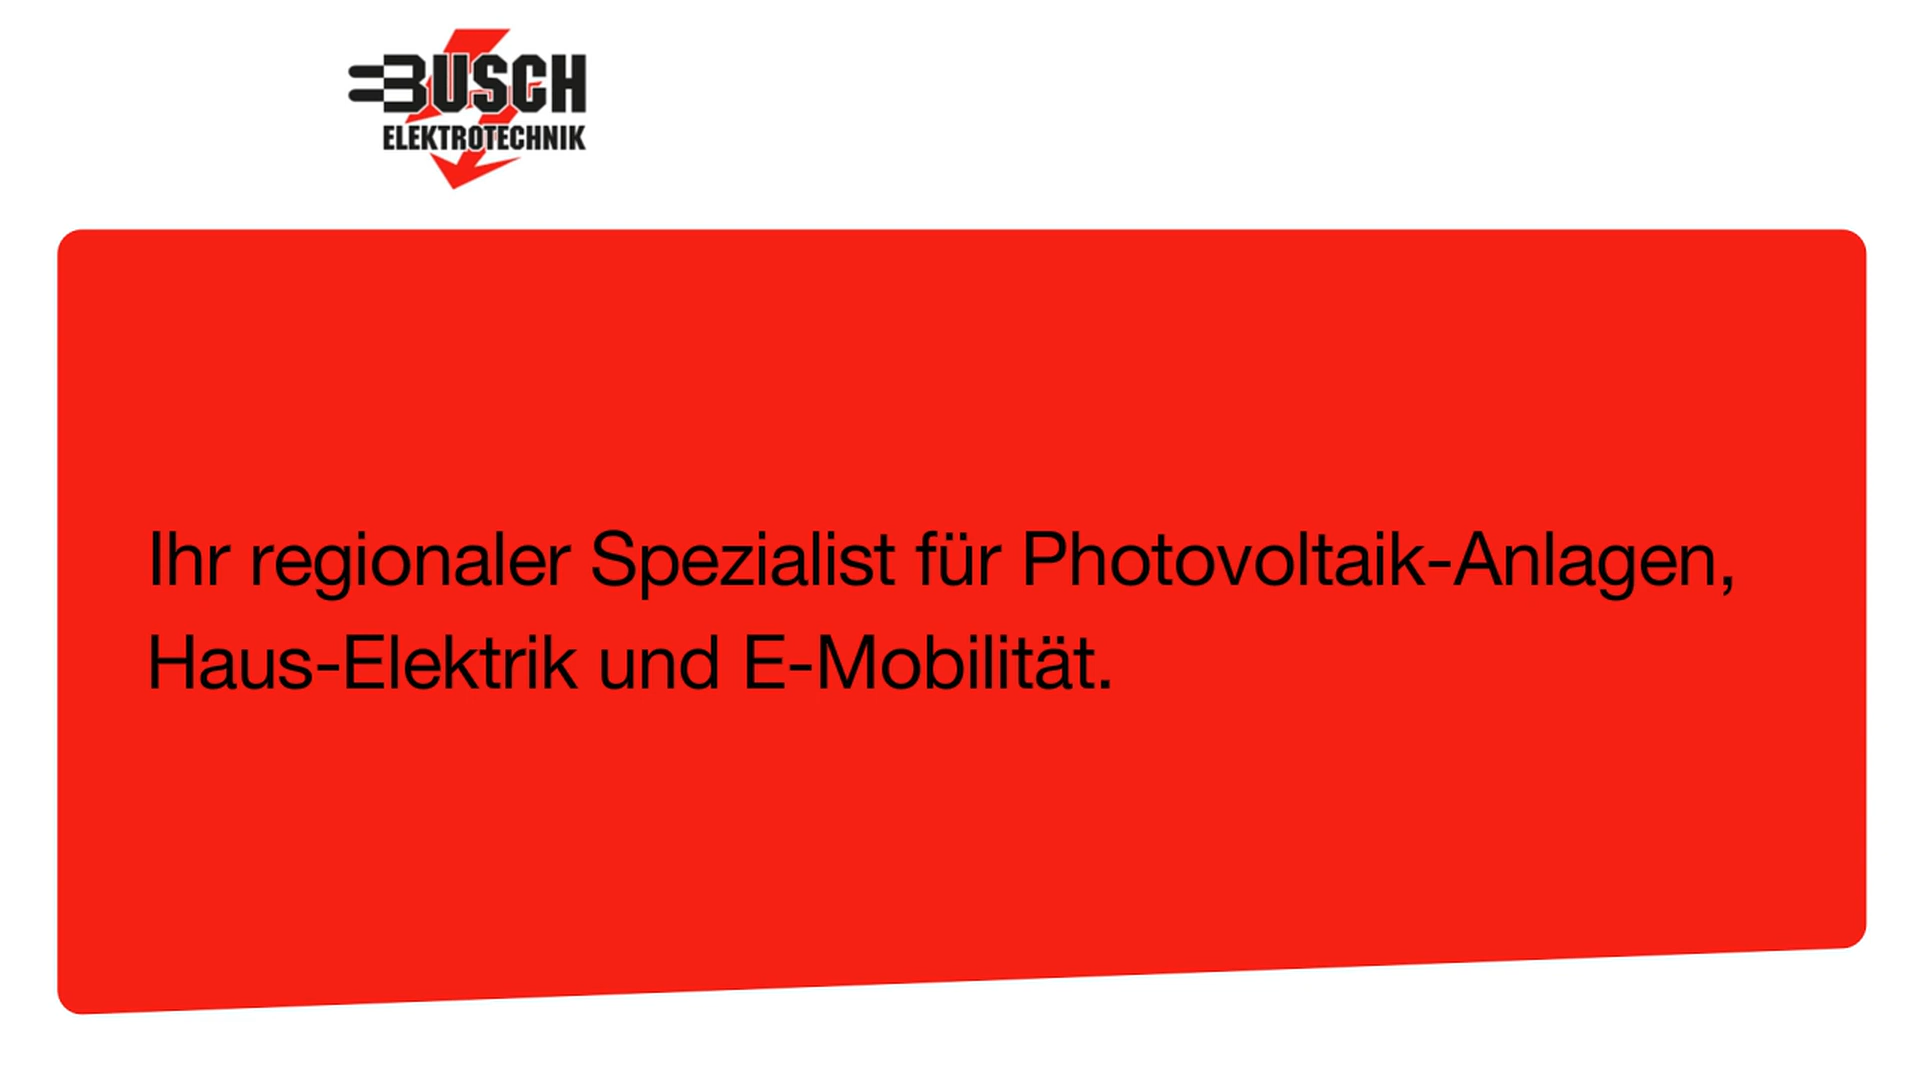 BUSCH
ELEKTROTECHNIK
Ihr regionaler Spezialist für Photovoltaik-Anlagen,
Haus-Elektrik und E-Mobilität.